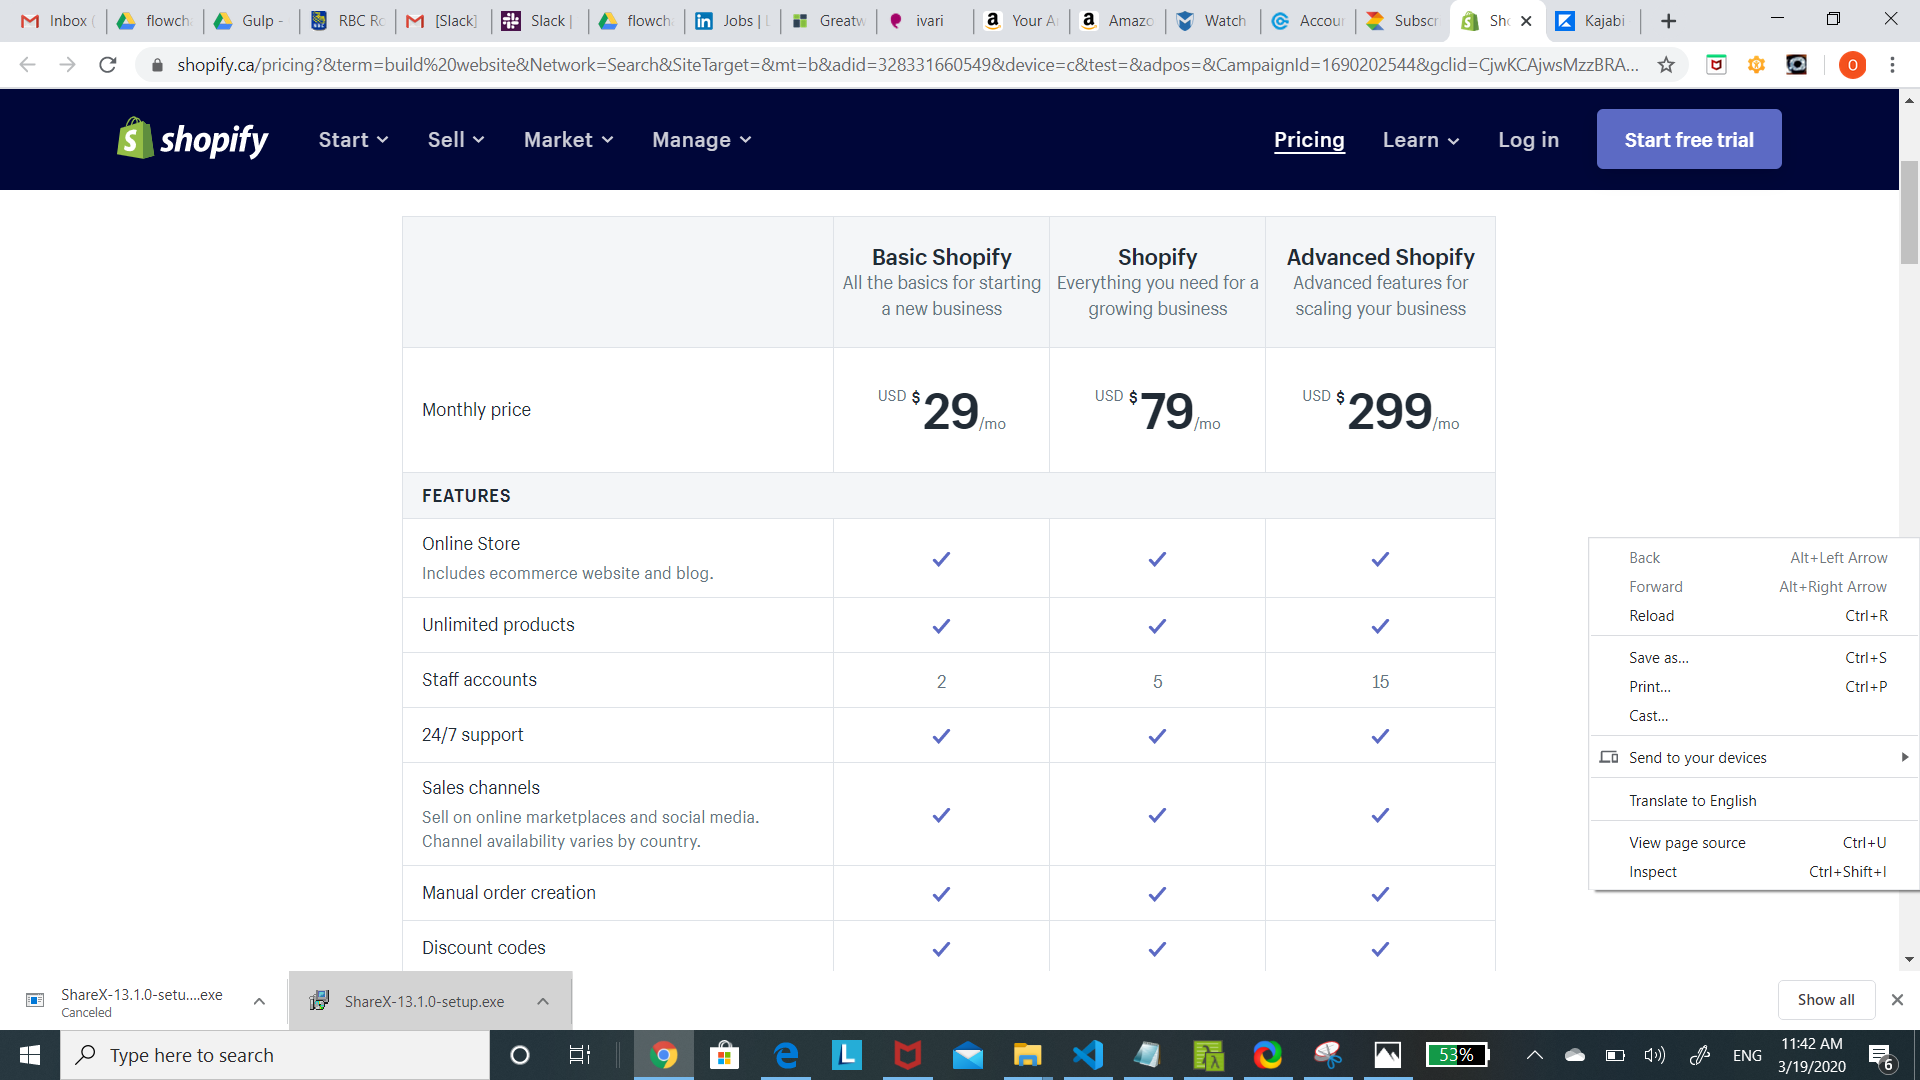 Inbox (
flowcha
Gulp -
RBC Ro
[Slack]
Slack |
flowcha
Jobs | L
Greatw
ivari
Your A
Amazo
Watch
Accour
Subscr
Sho
Kajabi
shopify.ca/pricing?&term=build%20website&Network=Search&SiteTarget=&mt=b&adid=328331660549&device=c&test=&adpos=&CampaignId=1690202544&gclid=CjwKCAjwsMzzBRA...
O
shopify
Start
Sell
Market
Manage
Pricing
Learn
Log in
Start free trial
Basic Shopify
All the basics for starting
a new business
Shopify
Everything you need for a
growing business
Advanced Shopify
Advanced features for
scaling your business
Monthly price
USD $29/mo
USD $79/mo
USD $299/mo
FEATURES
Online Store
Includes ecommerce website and blog.
Unlimited products
Staff accounts
2
5
15
24/7 support
Sales channels
Sell on online marketplaces and social media.
Channel availability varies by country.
Manual order creation
Discount codes
Back Alt+Left Arrow
Forward Alt+Right Arrow
Reload Ctrl+R
Save as... Ctrl+S
Print... Ctrl+P
Cast...
Send to your devices
Translate to English
View page source Ctrl+U
Inspect Ctrl+Shift+I
ShareX-13.1.0-setu....exe
Canceled
ShareX-13.1.0-setup.exe
Show all
Type here to search
53%
ENG
11:42 AM
3/19/2020
6